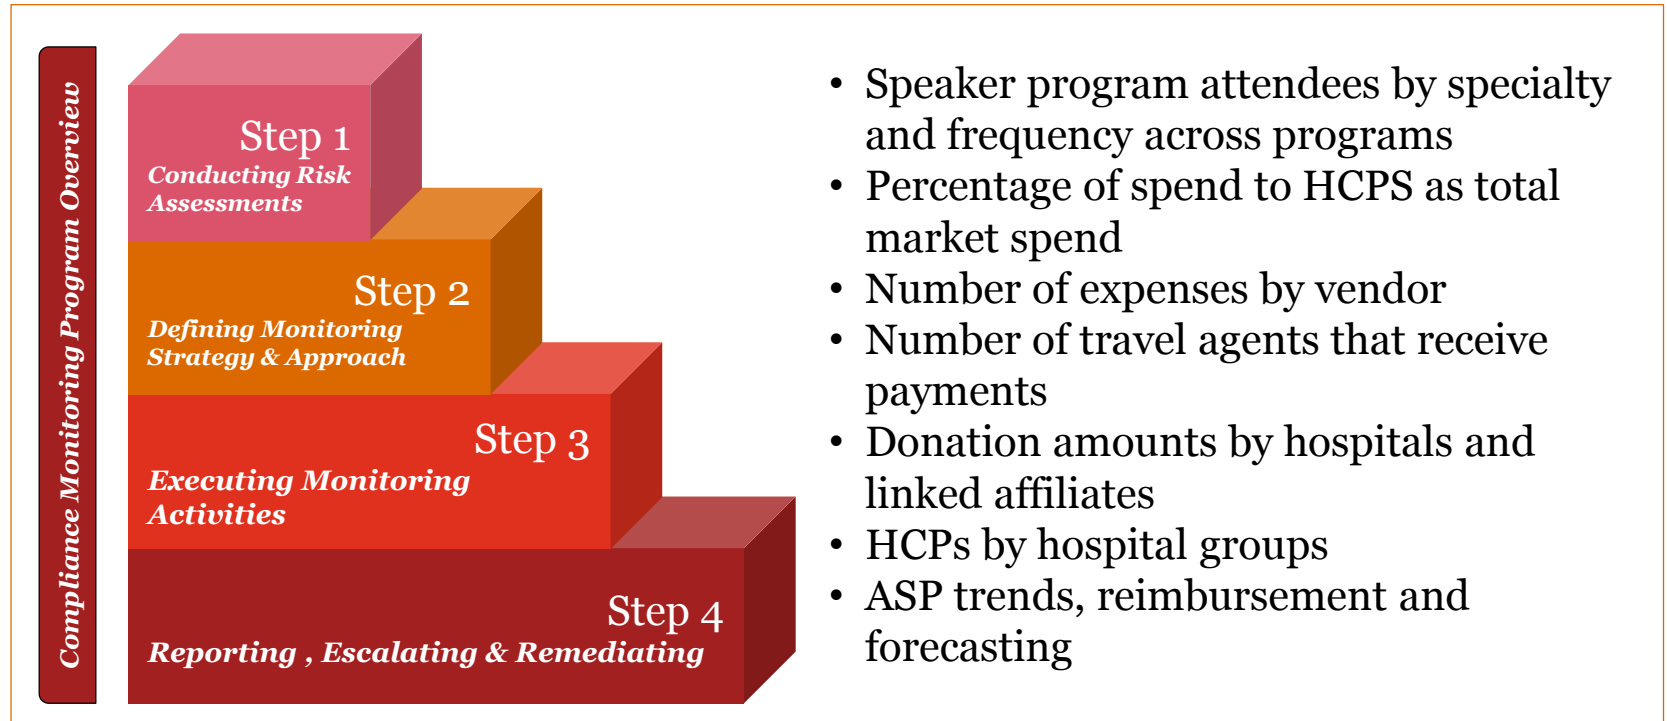 Compliance Monitoring Program Overview
Step 1
Conducting Risk
Assessments
Step 2
Defining Monitoring
Strategy & Approach
Step 3
Executing Monitoring
Activities
Step 4
Reporting , Escalating & Remediating
• Speaker program attendees by specialty
and frequency across programs
• Percentage of spend to HCPS as total
market spend
• Number of expenses by vendor
• Number of travel agents that receive
payments
• Donation amounts by hospitals and
linked affiliates
• HCPs by hospital groups
• ASP trends, reimbursement and
forecasting